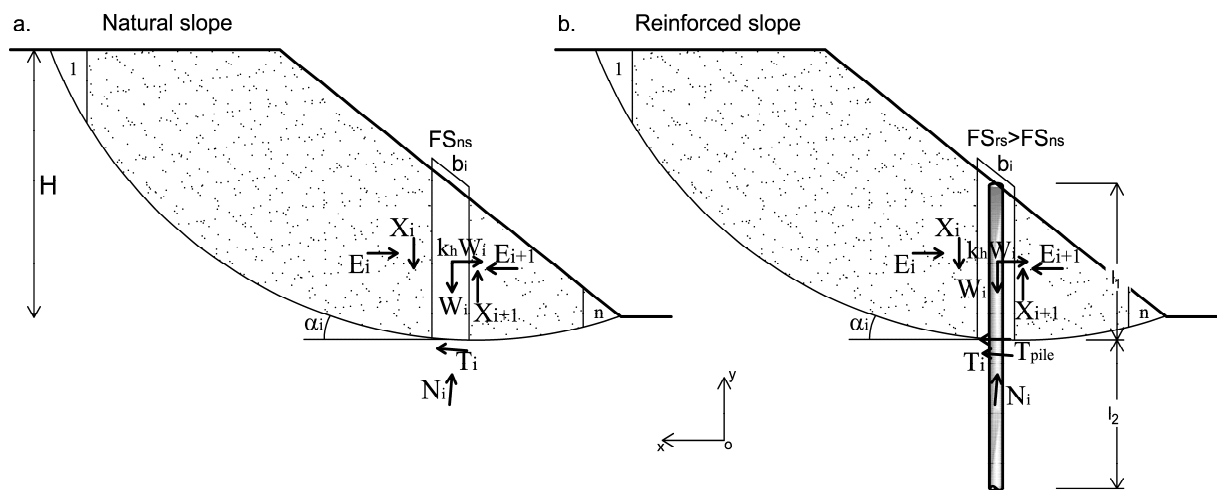 a. Natural slope
1
FSns
bi
H
Xi
Ei
khWi
Ei+1
Wi
Xi+1
n
αi
Ti
Ni
b. Reinforced slope
1
FSrs>FSns
bi
Xi
Ei
khWi
Ei+1
l1
Wi
Xi+1
n
αi
Ti
Tpile
Ni
l2
y
x
o